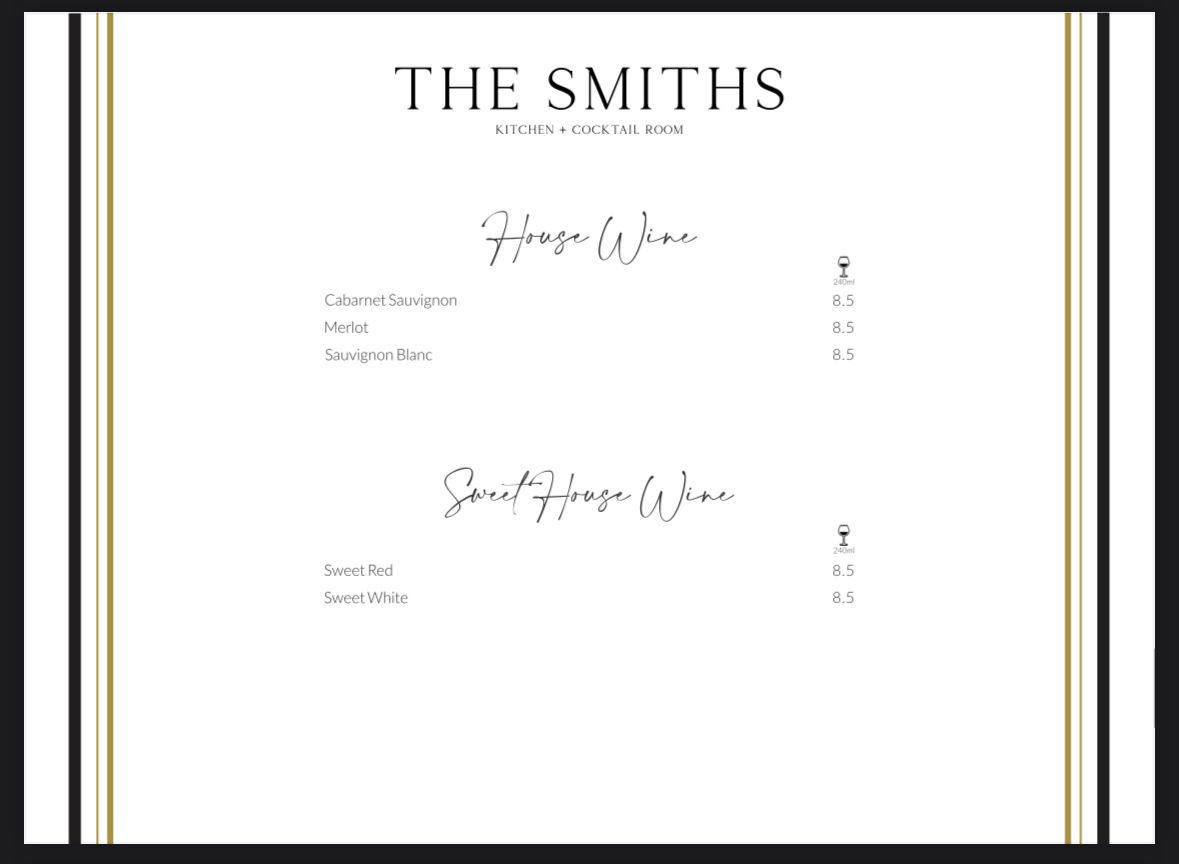 THE SMITHS
KITCHEN + COCKTAIL ROOM
House Wine
240ml
Cabarnet Sauvignon 8.5
Merlot 8.5
Sauvignon Blanc 8.5
Sweet House Wine
240ml
Sweet Red 8.5
Sweet White 8.5